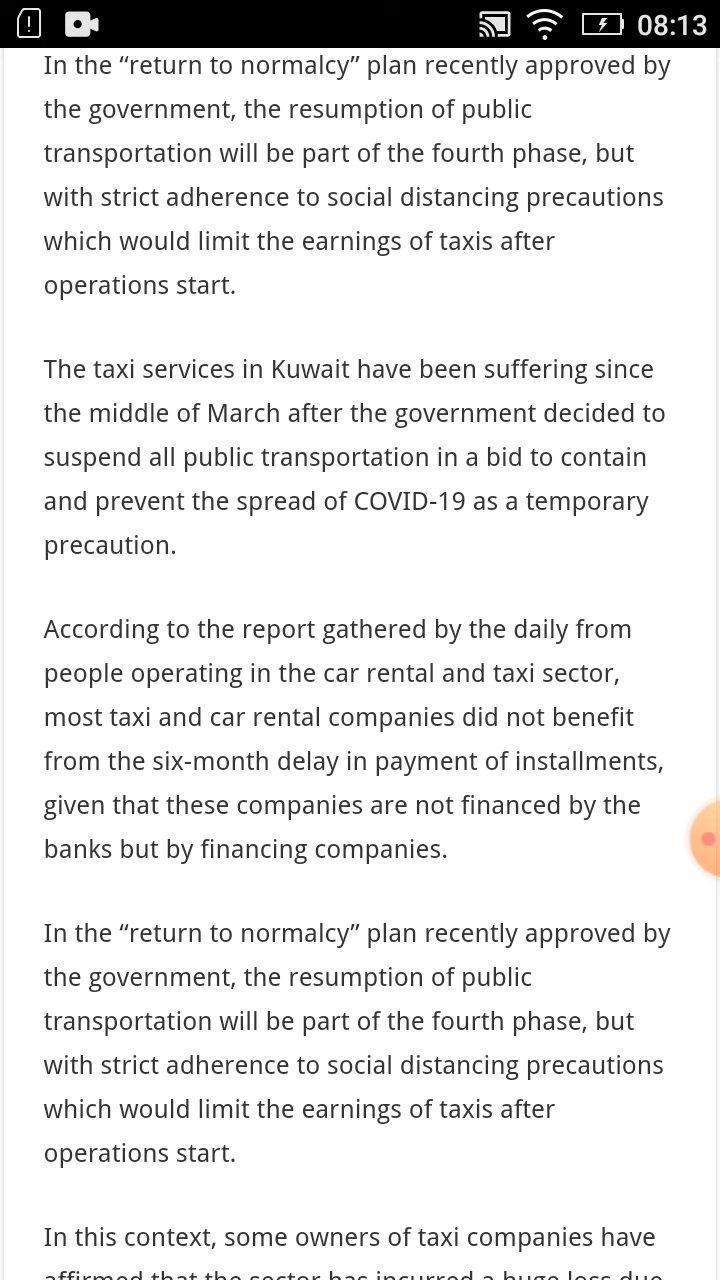 08:13
In the “return to normalcy” plan recently approved by
the government, the resumption of public
transportation will be part of the fourth phase, but
with strict adherence to social distancing precautions
which would limit the earnings of taxis after
operations start.
The taxi services in Kuwait have been suffering since
the middle of March after the government decided to
suspend all public transportation in a bid to contain
and prevent the spread of COVID-19 as a temporary
precaution.
According to the report gathered by the daily from
people operating in the car rental and taxi sector,
most taxi and car rental companies did not benefit
from the six-month delay in payment of installments,
given that these companies are not financed by the
banks but by financing companies.
In the “return to normalcy” plan recently approved by
the government, the resumption of public
transportation will be part of the fourth phase, but
with strict adherence to social distancing precautions
which would limit the earnings of taxis after
operations start.
In this context, some owners of taxi companies have
affirmed that the sector has incurred a huge loss due